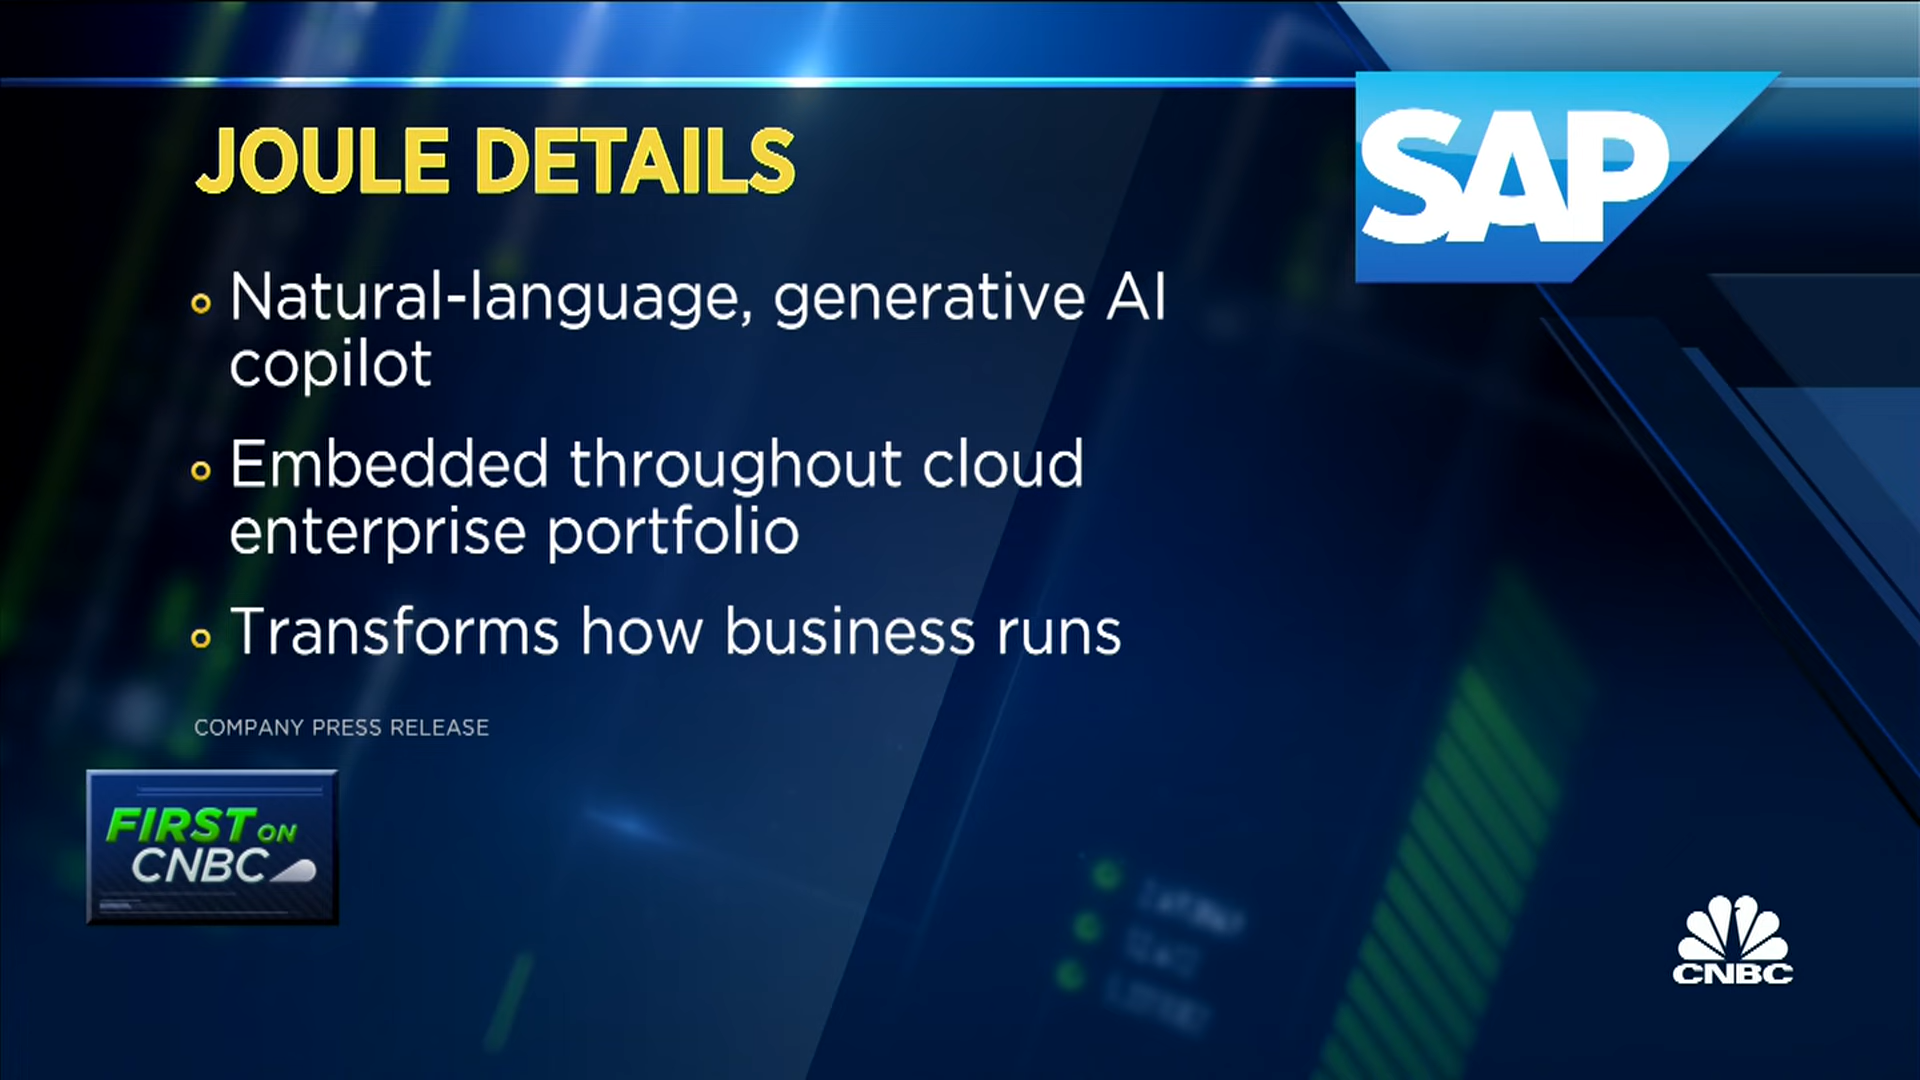 JOULE DETAILS
SAP
Natural-language, generative AI
copilot
Embedded throughout cloud
enterprise portfolio
Transforms how business runs
COMPANY PRESS RELEASE
FIRST ON
CNBC
CNBC